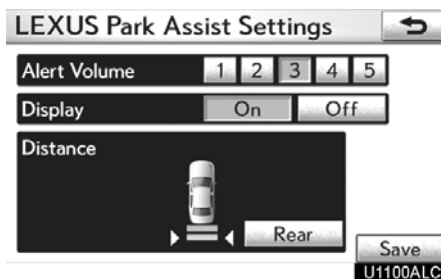 LEXUS Park Assist Settings
Alert Volume 1 2 3 4 5
Display On Off
Distance
Rear
Save
U1100ALC